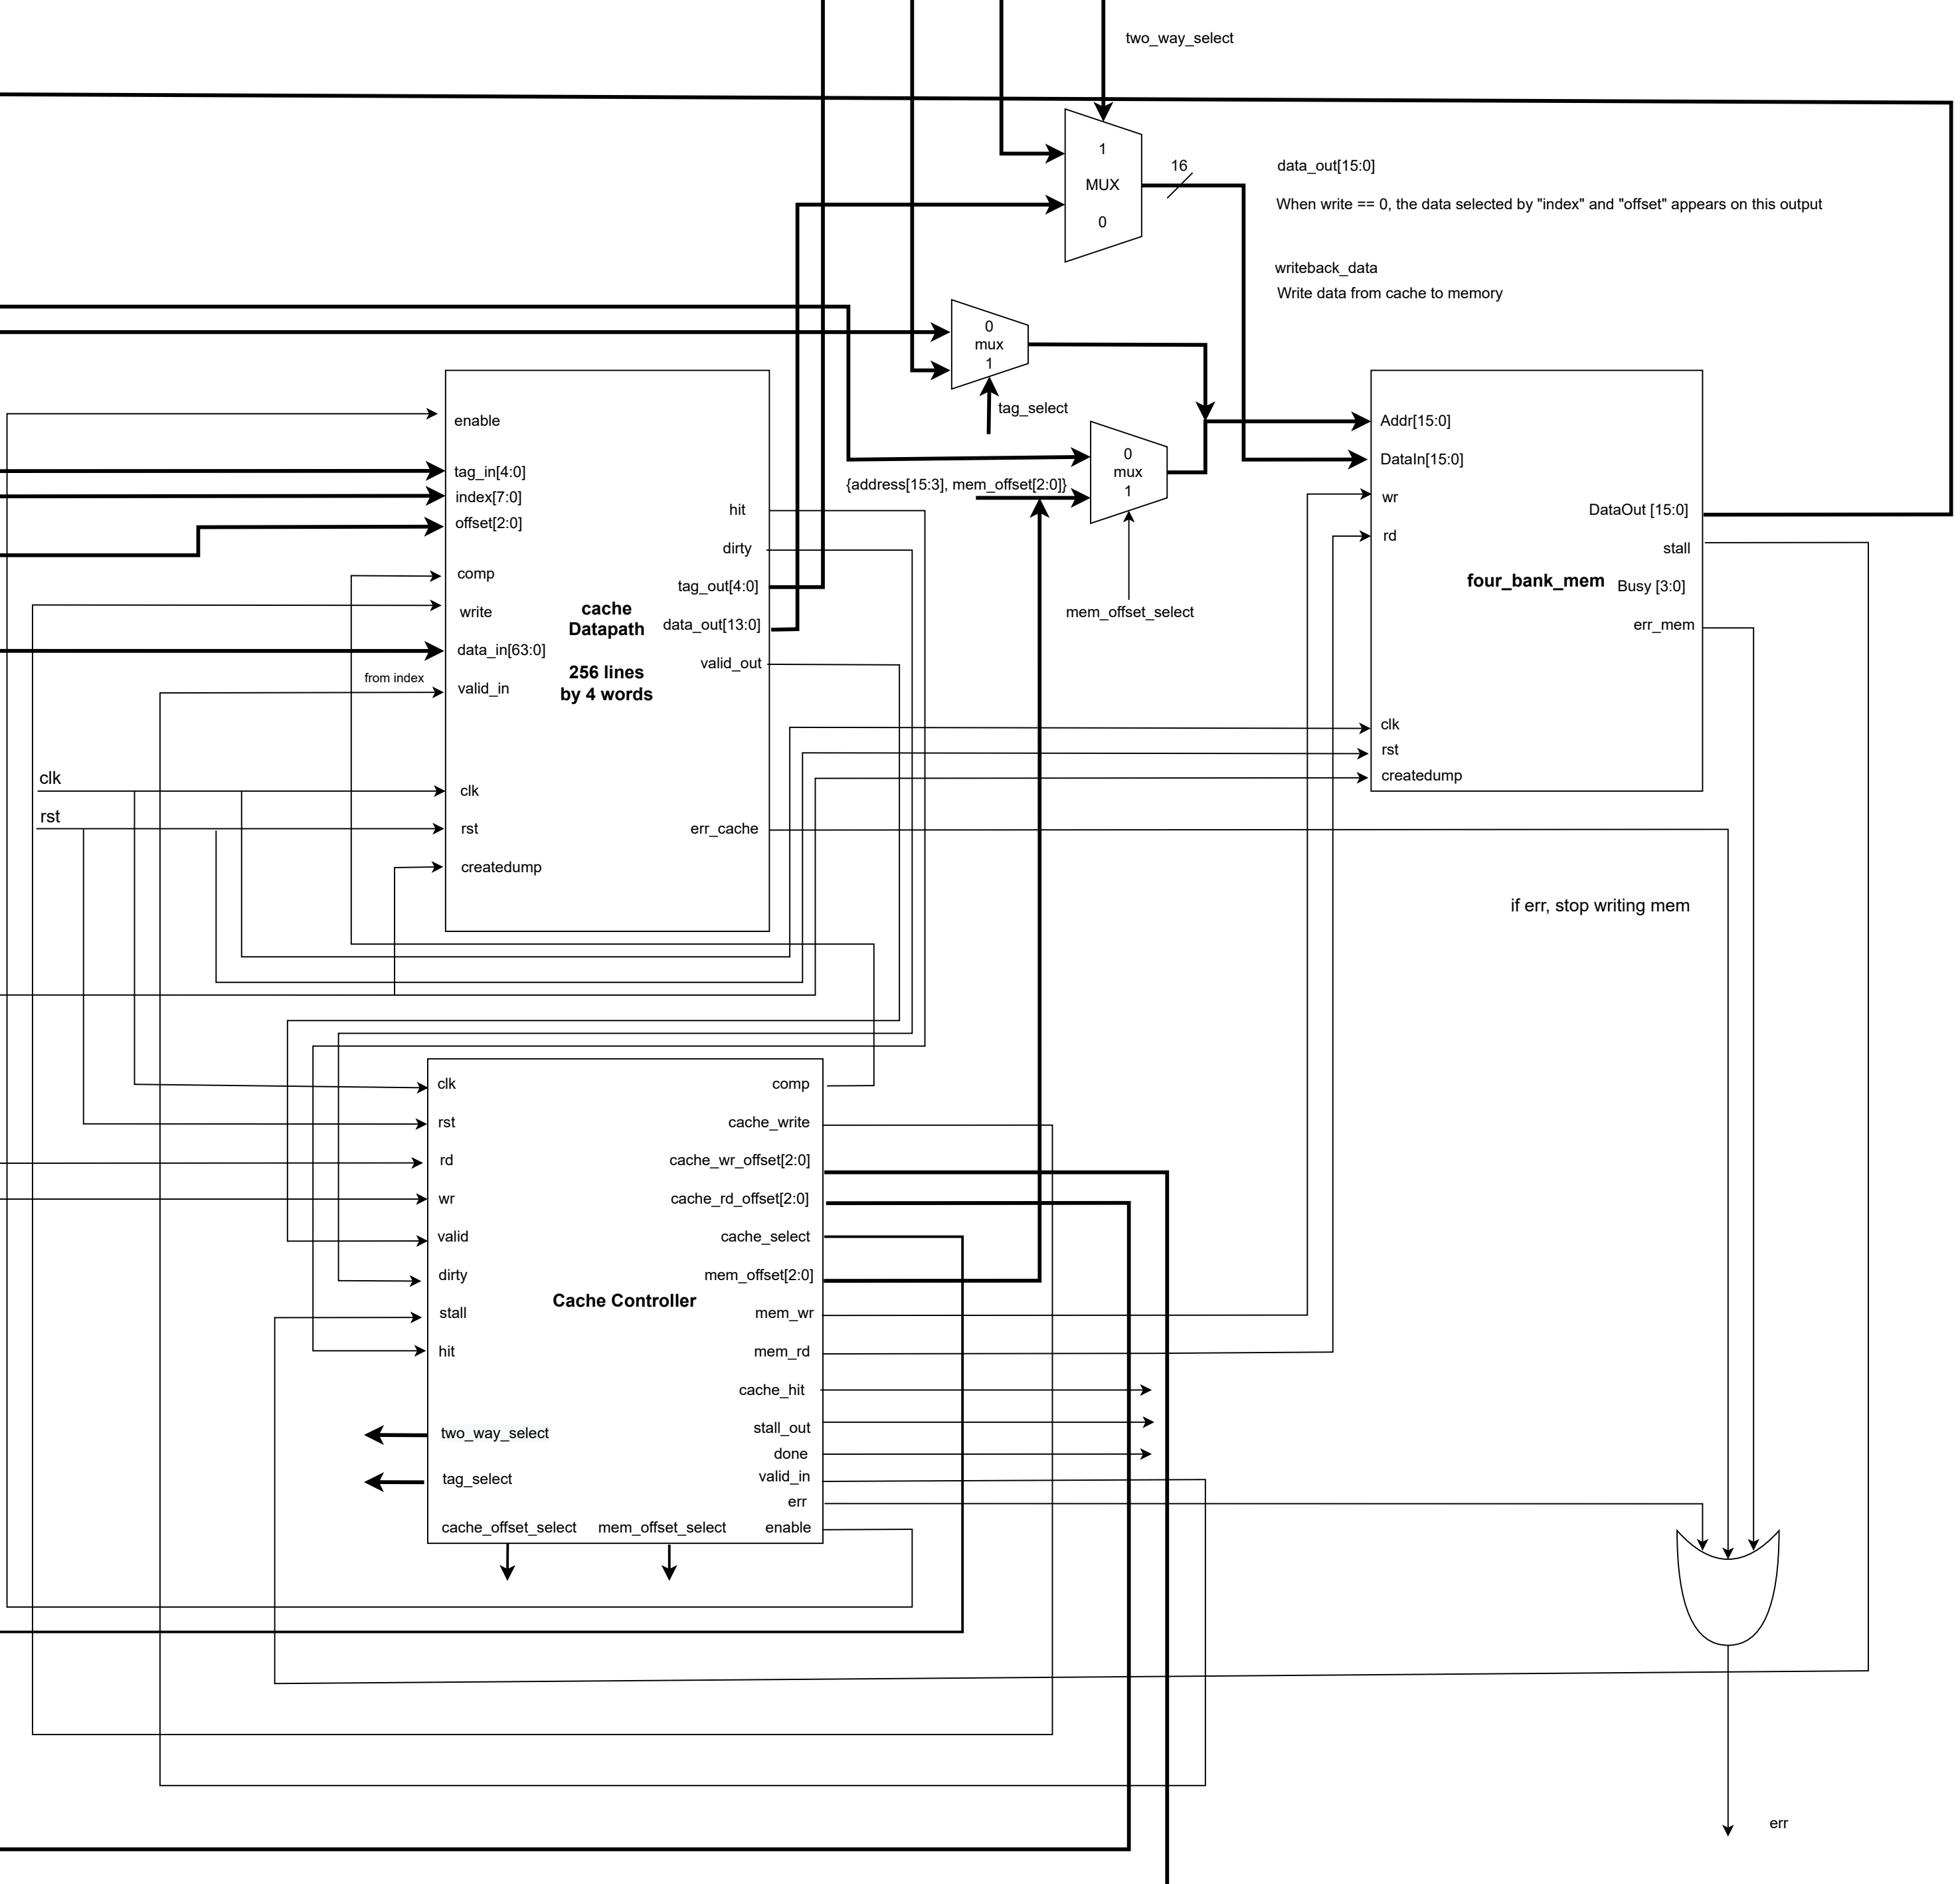 two_way_select
1
MUX
0
16
data_out[15:0]
When write == 0, the data selected by "index" and "offset" appears on this output
writeback_data
Write data from cache to memory
0
mux
1
tag_select
0
mux
1
{address[15:3], mem_offset[2:0]}
mem_offset_select
enable
tag_in[4:0]
index[7:0]
offset[2:0]
comp
write
data_in[63:0]
from index
valid_in
clk
rst
clk
rst
createdump
cache
Datapath
256 lines
by 4 words
hit
dirty
tag_out[4:0]
data_out[13:0]
valid_out
err_cache
Addr[15:0]
DataIn[15:0]
wr
rd
four_bank_mem
DataOut [15:0]
stall
Busy [3:0]
err_mem
clk
rst
createdump
if err, stop writing mem
clk
rst
rd
wr
valid
dirty
stall
hit
two_way_select
tag_select
cache_offset_select
mem_offset_select
Cache Controller
comp
cache_write
cache_wr_offset[2:0]
cache_rd_offset[2:0]
cache_select
mem_offset[2:0]
mem_wr
mem_rd
cache_hit
stall_out
done
valid_in
err
enable
err